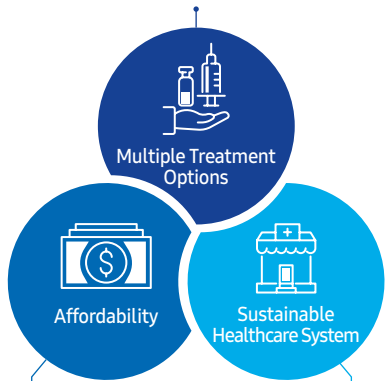 Multiple Treatment
Options
$
Affordability
Sustainable
Healthcare System